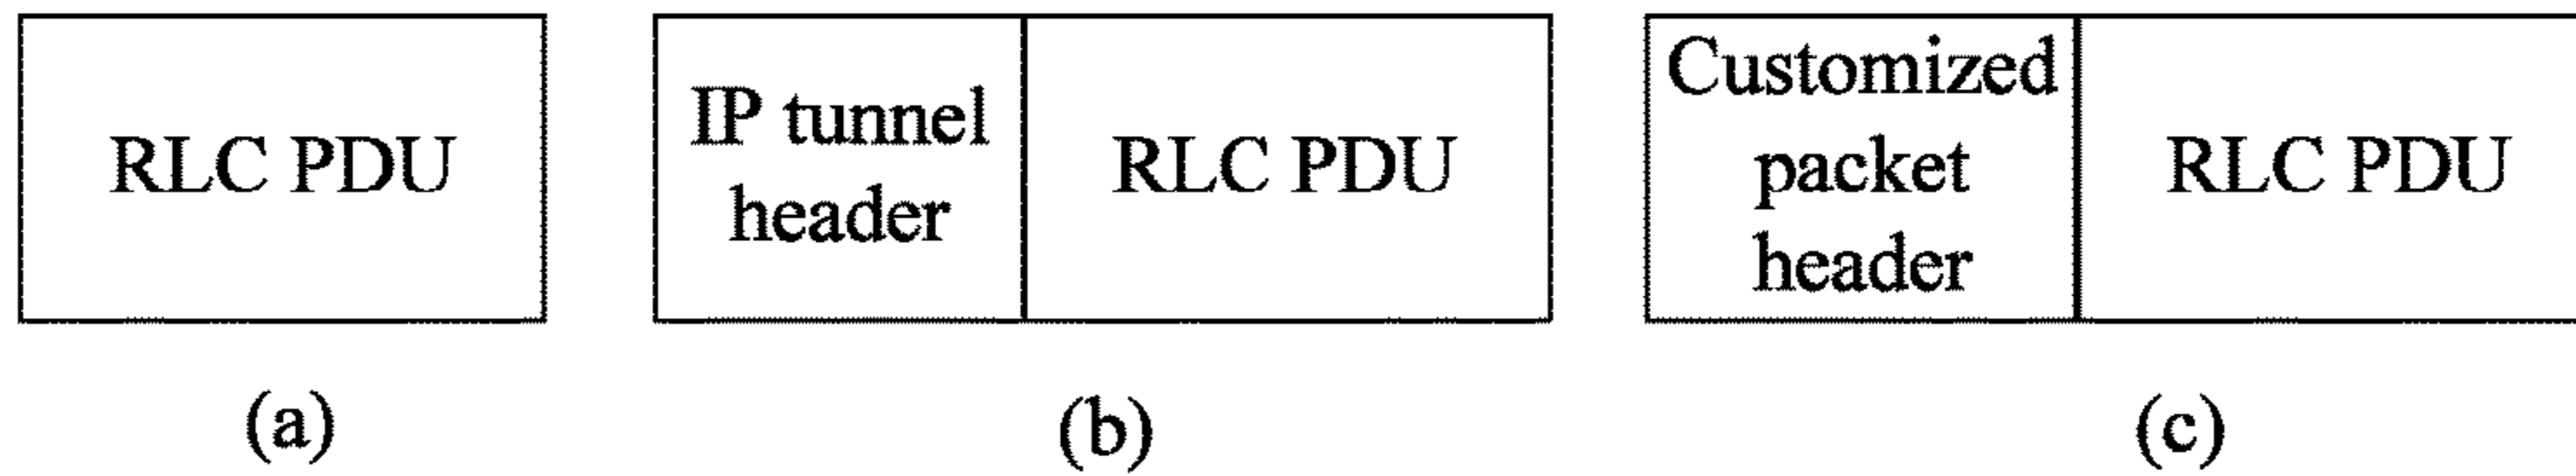 RLC PDU
IP tunnel
header
RLC PDU
Customized
packet
header
RLC PDU
(a)
(b)
(c)